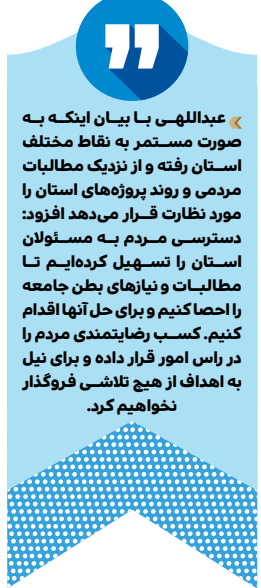 عبداللهی با بیان اینکه به
صورت مستمر به نقاط مختلف
استان رفته و از نزدیک مطالبات
مردمی و روند پروژه‌های استان را
مورد نظارت قرار می‌دهد افزود:
دسترسی مردم به مسئولان
استان را تسهیل کرده‌ایم تا
مطالبات و نیازهای بطن جامعه
را احصا کنیم و برای حل آنها اقدام
کنیم. کسب رضایتمندی مردم را
در راس امور قرار داده و برای نیل
به اهداف از هیچ تلاشی فروگذار
نخواهیم کرد.